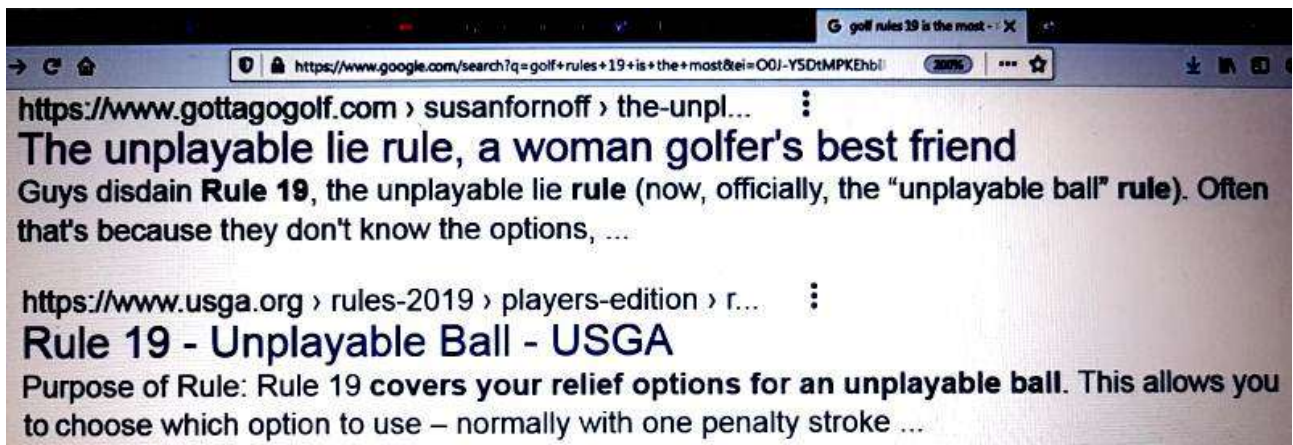 G golf rules 19 is the most -
https://www.google.com/search?q=golf+rules+19+is+the+most&ei=O0J-YSDtMPKEhbI
200%
https://www.gottagogolf.com › susanfornoff › the-unpl...
The unplayable lie rule, a woman golfer's best friend
Guys disdain Rule 19, the unplayable lie rule (now, officially, the “unplayable ball” rule). Often
that's because they don't know the options, ...
https://www.usga.org › rules-2019 › players-edition › r...
Rule 19 - Unplayable Ball - USGA
Purpose of Rule: Rule 19 covers your relief options for an unplayable ball. This allows you
to choose which option to use – normally with one penalty stroke ...